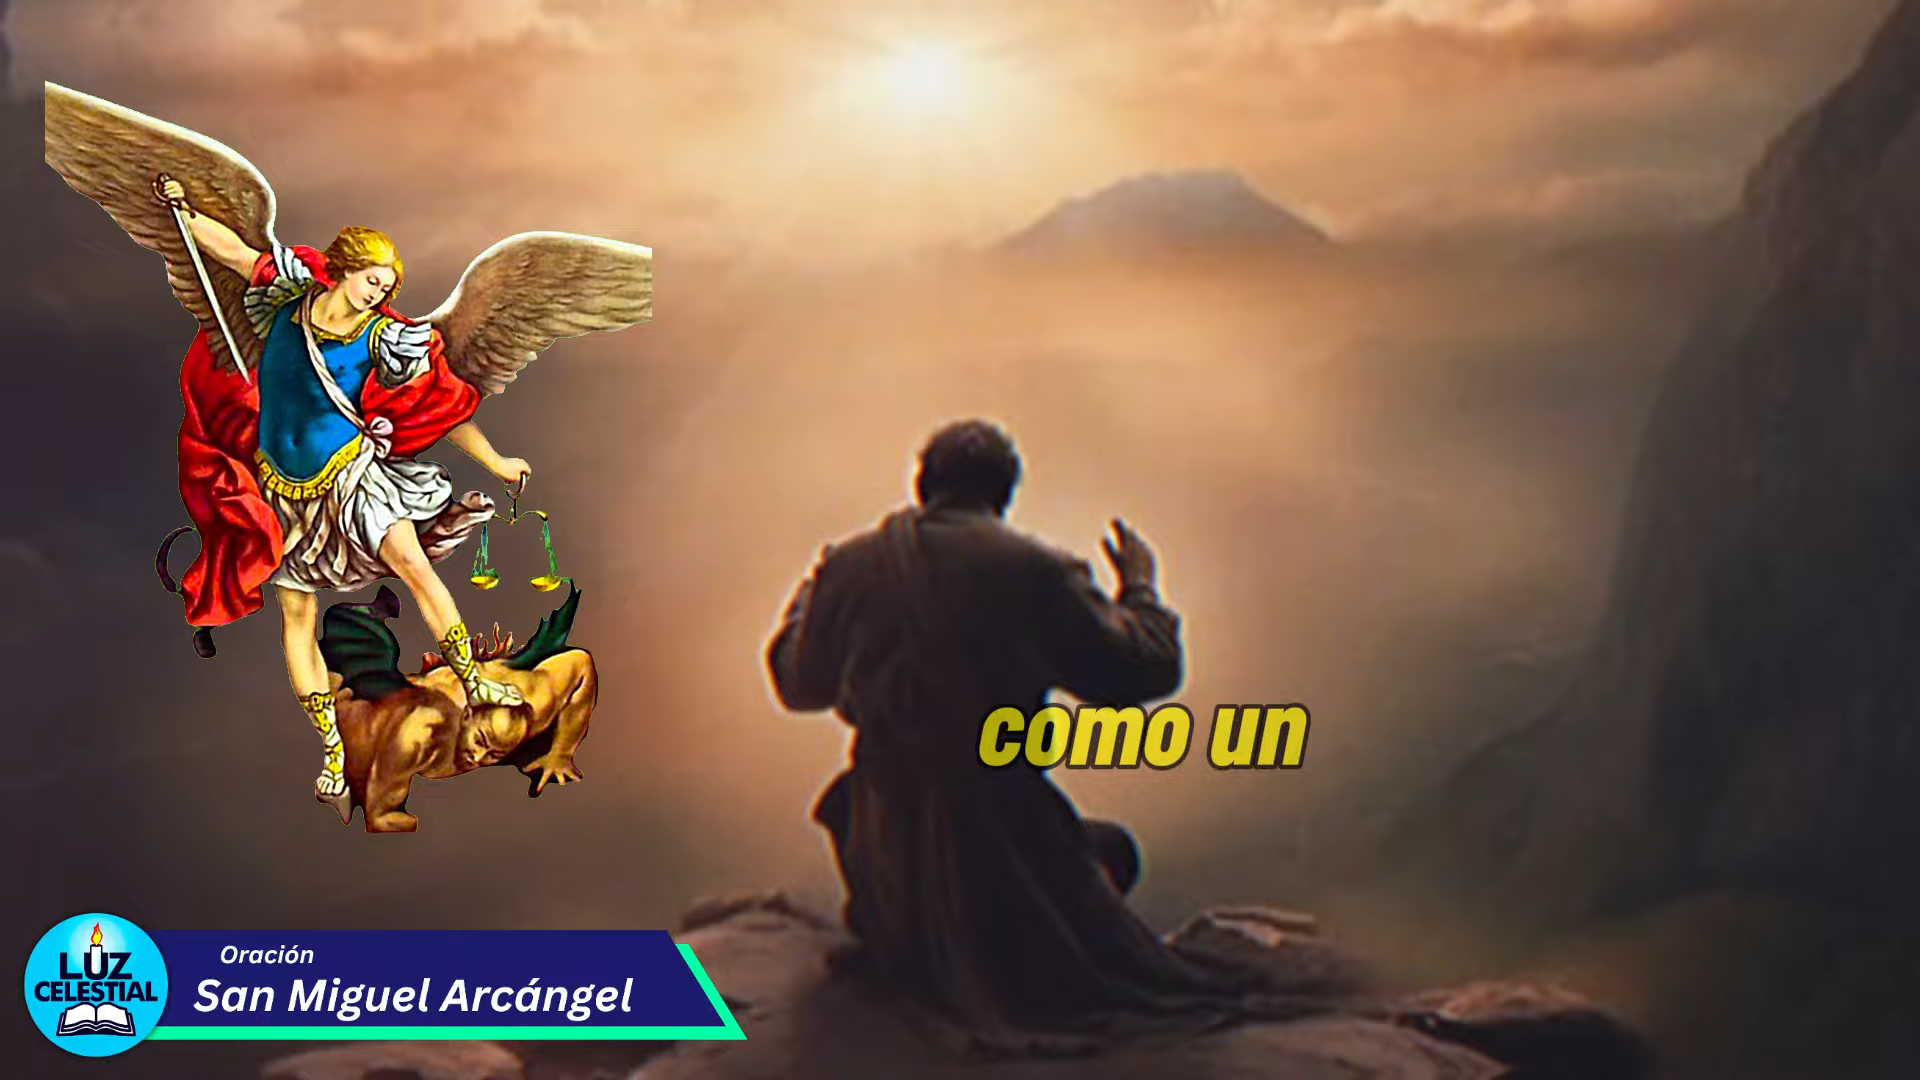 como un
Oración
San Miguel Arcángel
LUZ
CELESTIAL